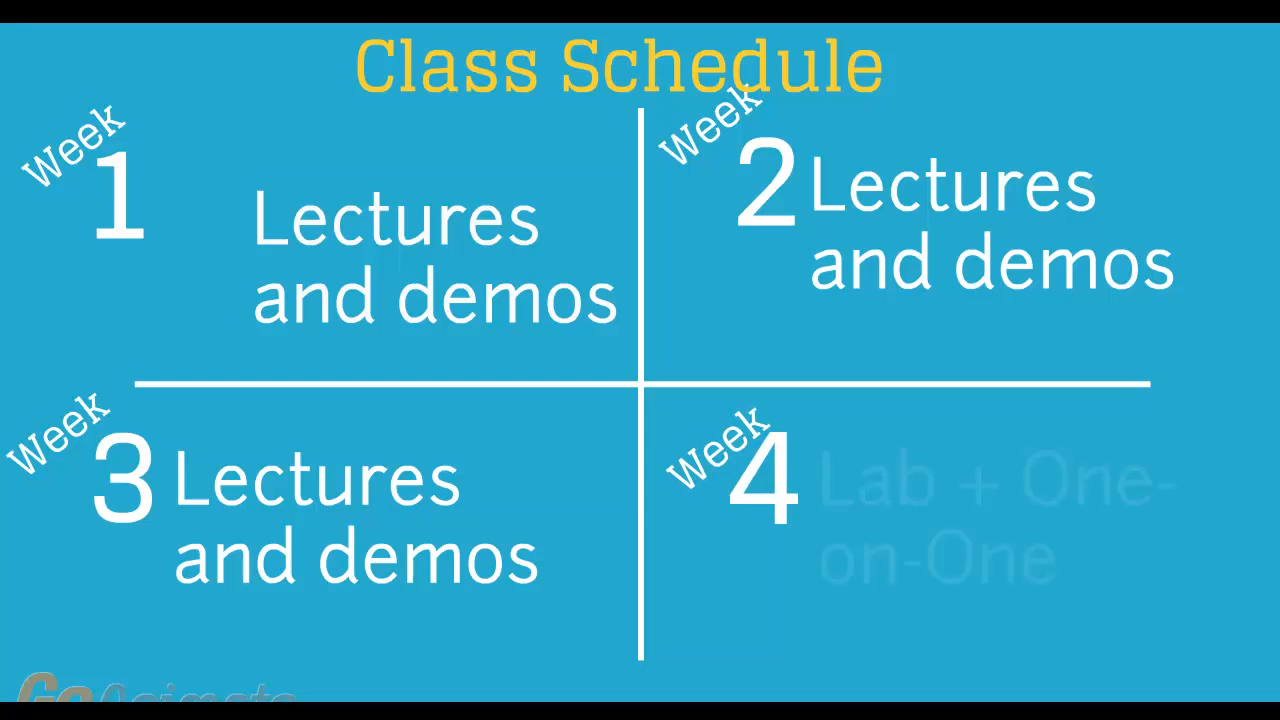 Class Schedule
Week
1
Lectures
and demos
Week
2
Lectures
and demos
Week
3
Lectures
and demos
Week
4
Lab + One-
on-One
GoAnimate